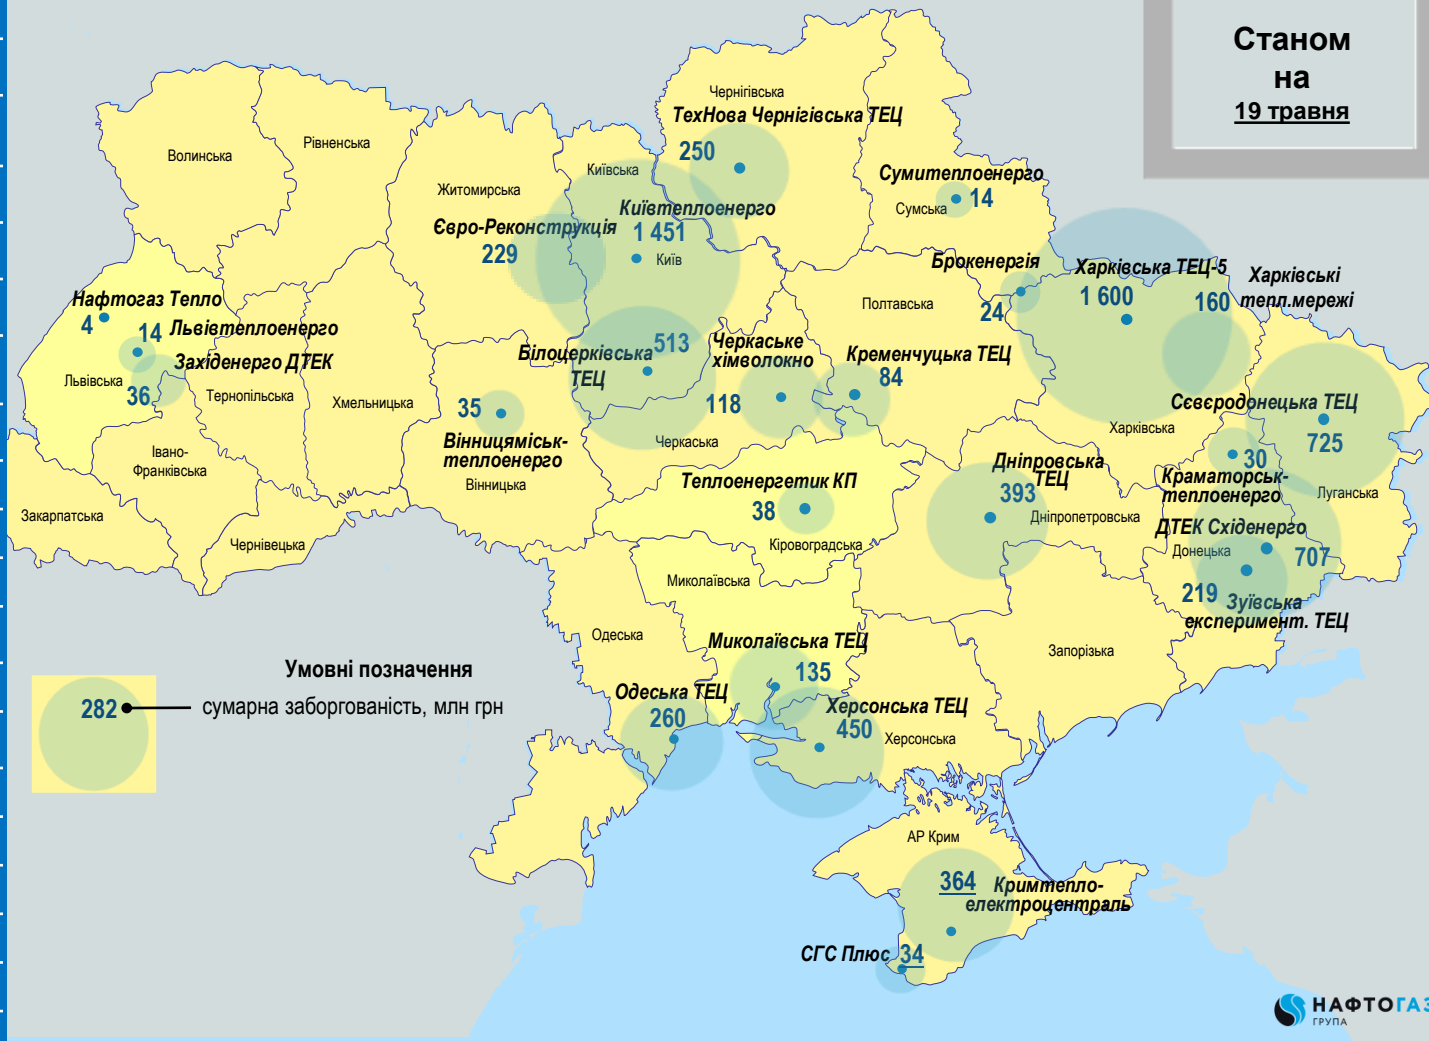 Станом
на
19 травня
Чернігівська
ТехНова Чернігівська ТЕЦ
250
Волинська
Рівненська
Житомирська
Київська
Сумитеплоенерго
14
Сумська
Київтеплоенерго
1 451
Київ
Євро-Реконструкція
229
Брокенергія
24
Харківська ТЕЦ-5
1 600
Харківські
тепл.мережі
160
Полтавська
Нафтогаз Тепло
4
14
Львівтеплоенерго
Західенерго ДТЕК
36
Львівська
Тернопільська
Хмельницька
Білоцерківська
ТЕЦ
513
Черкаське
хімволокно
118
Кременчуцька ТЕЦ
84
35
Вінницяміськ-
теплоенерго
Вінницька
Черкаська
Харківська
Сєвєродонецька ТЕЦ
725
Івано-
Франківська
Закарпатська
Чернівецька
Теплоенергетик КП
38
Кіровоградська
Дніпровська
ТЕЦ
393
Дніпропетровська
30
Краматорськ-
теплоенерго
Луганська
ДТЕК Східенерго
707
Донецька
219
Зуївська
експеримент. ТЕЦ
Миколаївська
Одеська
Миколаївська ТЕЦ
135
Запорізька
Одеська ТЕЦ
260
Херсонська ТЕЦ
450
Херсонська
Умовні позначення
282
сумарна заборгованість, млн грн
АР Крим
364
Кримтепло-
електроцентраль
СГС Плюс
34
НАФТОГАЗ
ГРУПА